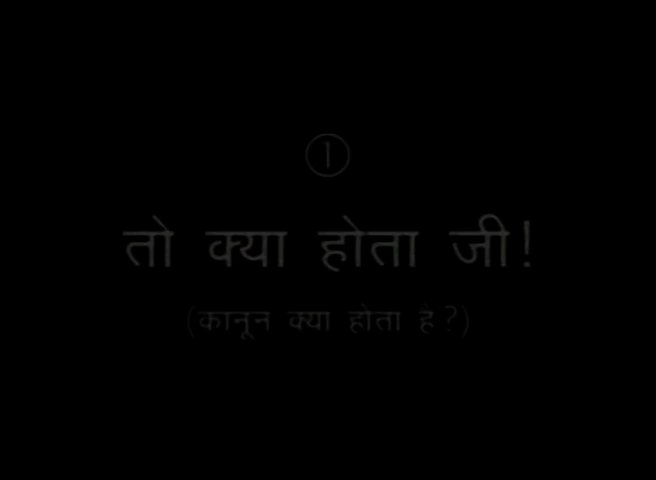 ①
तो क्या होता जी!
(कानून क्या होता है?)